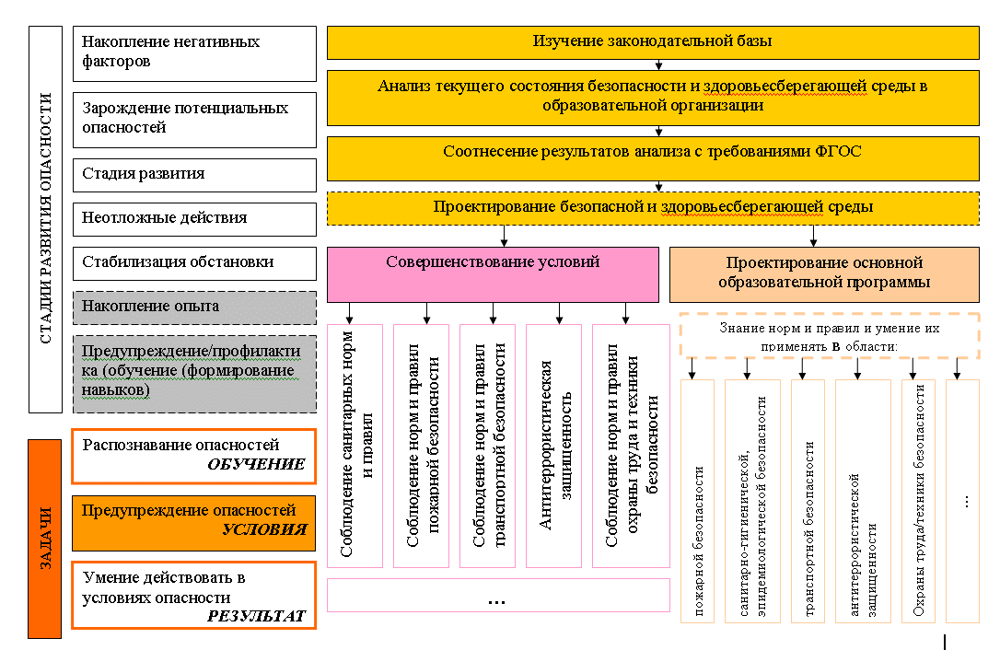 СТАДИИ РАЗВИТИЯ ОПАСНОСТИ
Накопление негативных
факторов
Зарождение потенциальных
опасностей
Стадия развития
Неотложные действия
Стабилизация обстановки
Накопление опыта
Предупреждение/профилакти
ка (обучение (формирование
навыков)
ЗАДАЧИ
Распознавание опасностей
ОБУЧЕНИЕ
Предупреждение опасностей
УСЛОВИЯ
Умение действовать в
условиях опасности
РЕЗУЛЬТАТ
Изучение законодательной базы
Анализ текущего состояния безопасности и здоровьесберегающей среды в
образовательной организации
Соотнесение результатов анализа с требованиями ФГОС
Проектирование безопасной и здоровьесберегающей среды
Совершенствование условий
Соблюдение санитарных норм
и правил
Соблюдение норм и правил
пожарной безопасности
Соблюдение норм и правил
транспортной безопасности
Антитеррористическая
защищенность
Соблюдение норм и правил
охраны труда и техники
безопасности
...
Проектирование основной
образовательной программы
Знание норм и правил и умение их
применять в области:
пожарной безопасности
санитарно-гигиенической,
эпидемиологической безопасности
транспортной безопасности
антитеррористической
защищенности
Охраны труда/техники безопасности
...